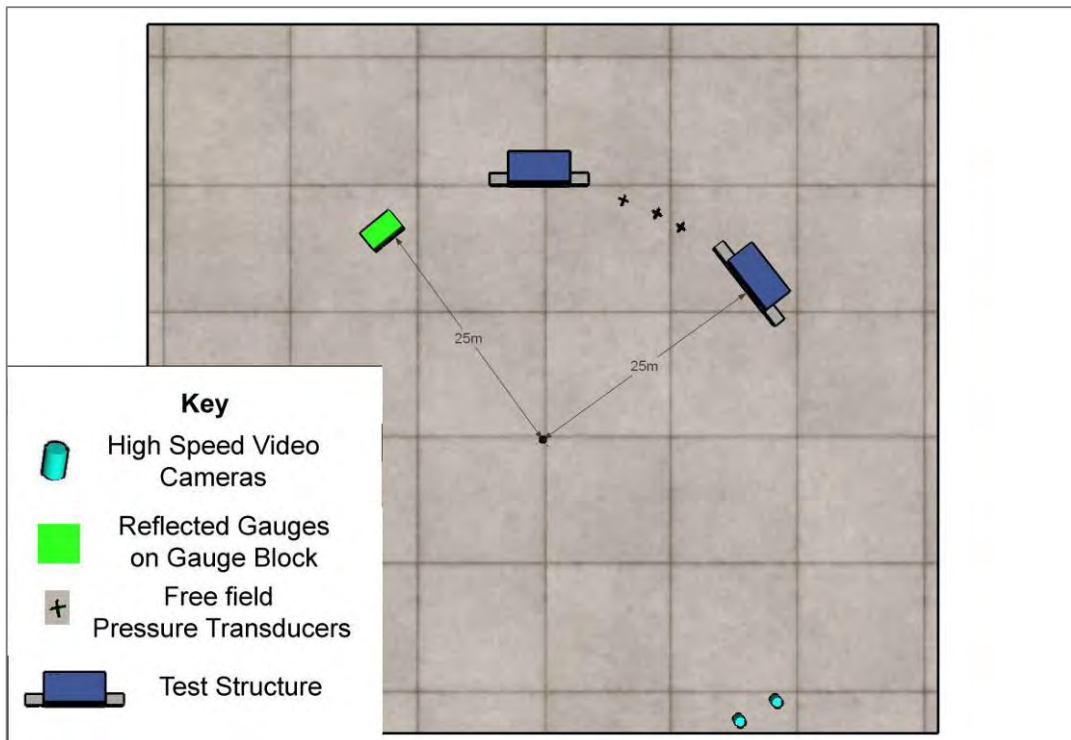 25m
25m
Key
High Speed Video
Cameras
Reflected Gauges
on Gauge Block
Free field
Pressure Transducers
Test Structure